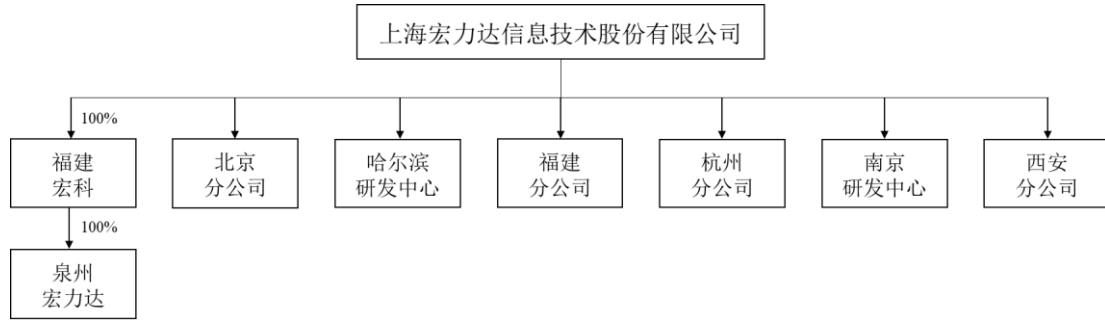 上海宏力达信息技术股份有限公司
100%
福建
宏科
北京
分公司
哈尔滨
研发中心
福建
分公司
杭州
分公司
南京
研发中心
西安
分公司
100%
泉州
宏力达